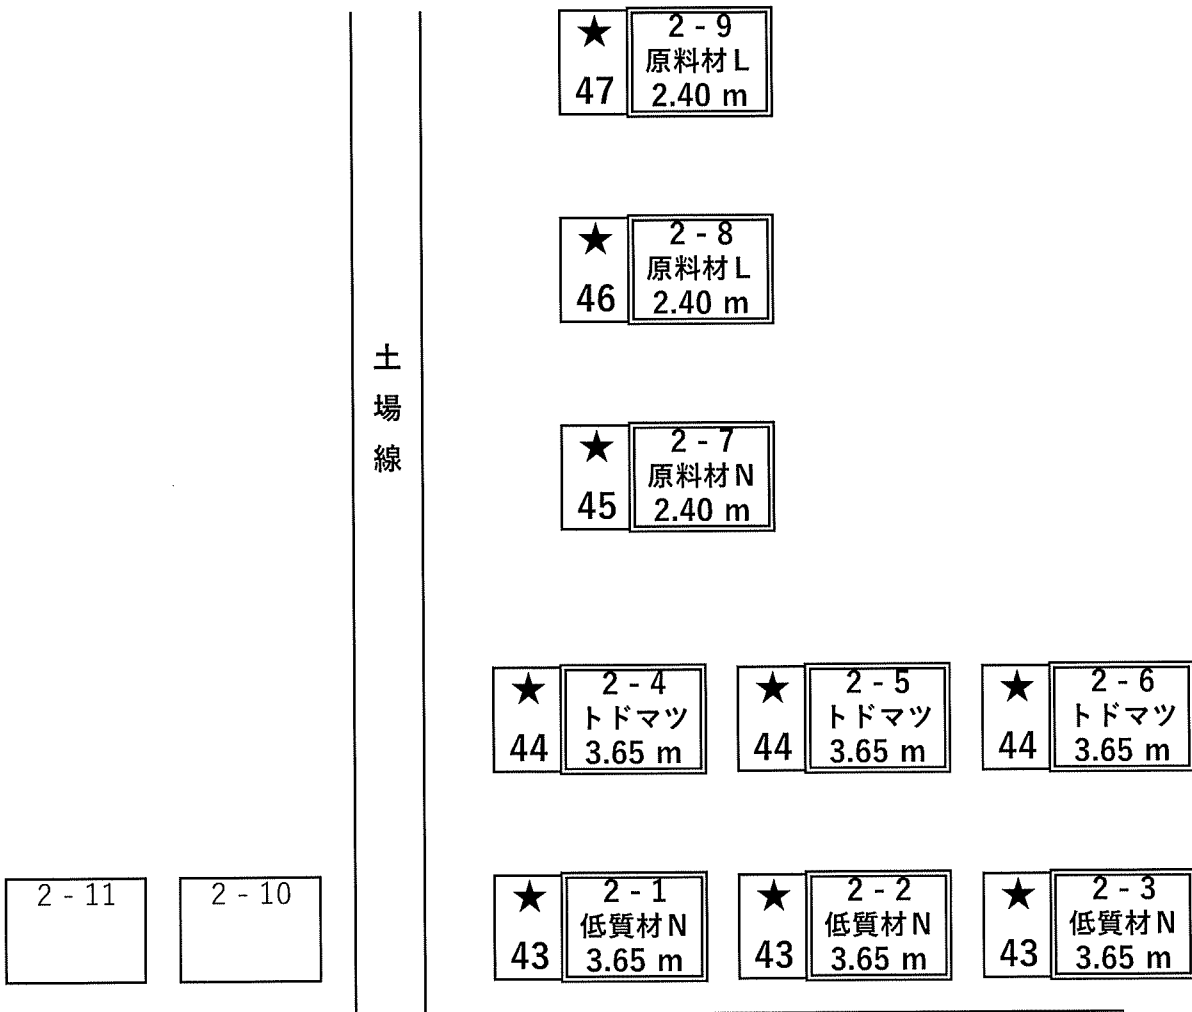 ★ 47
2 - 9
原料材L
2.40 m
★ 46
2 - 8
原料材L
2.40 m
土場線
★ 45
2 - 7
原料材N
2.40 m
★ 44
2 - 4
トドマツ
3.65 m
★ 44
2 - 5
トドマツ
3.65 m
★ 44
2 - 6
トドマツ
3.65 m
2 - 11
2 - 10
★ 43
2 - 1
低質材N
3.65 m
★ 43
2 - 2
低質材N
3.65 m
★ 43
2 - 3
低質材N
3.65 m